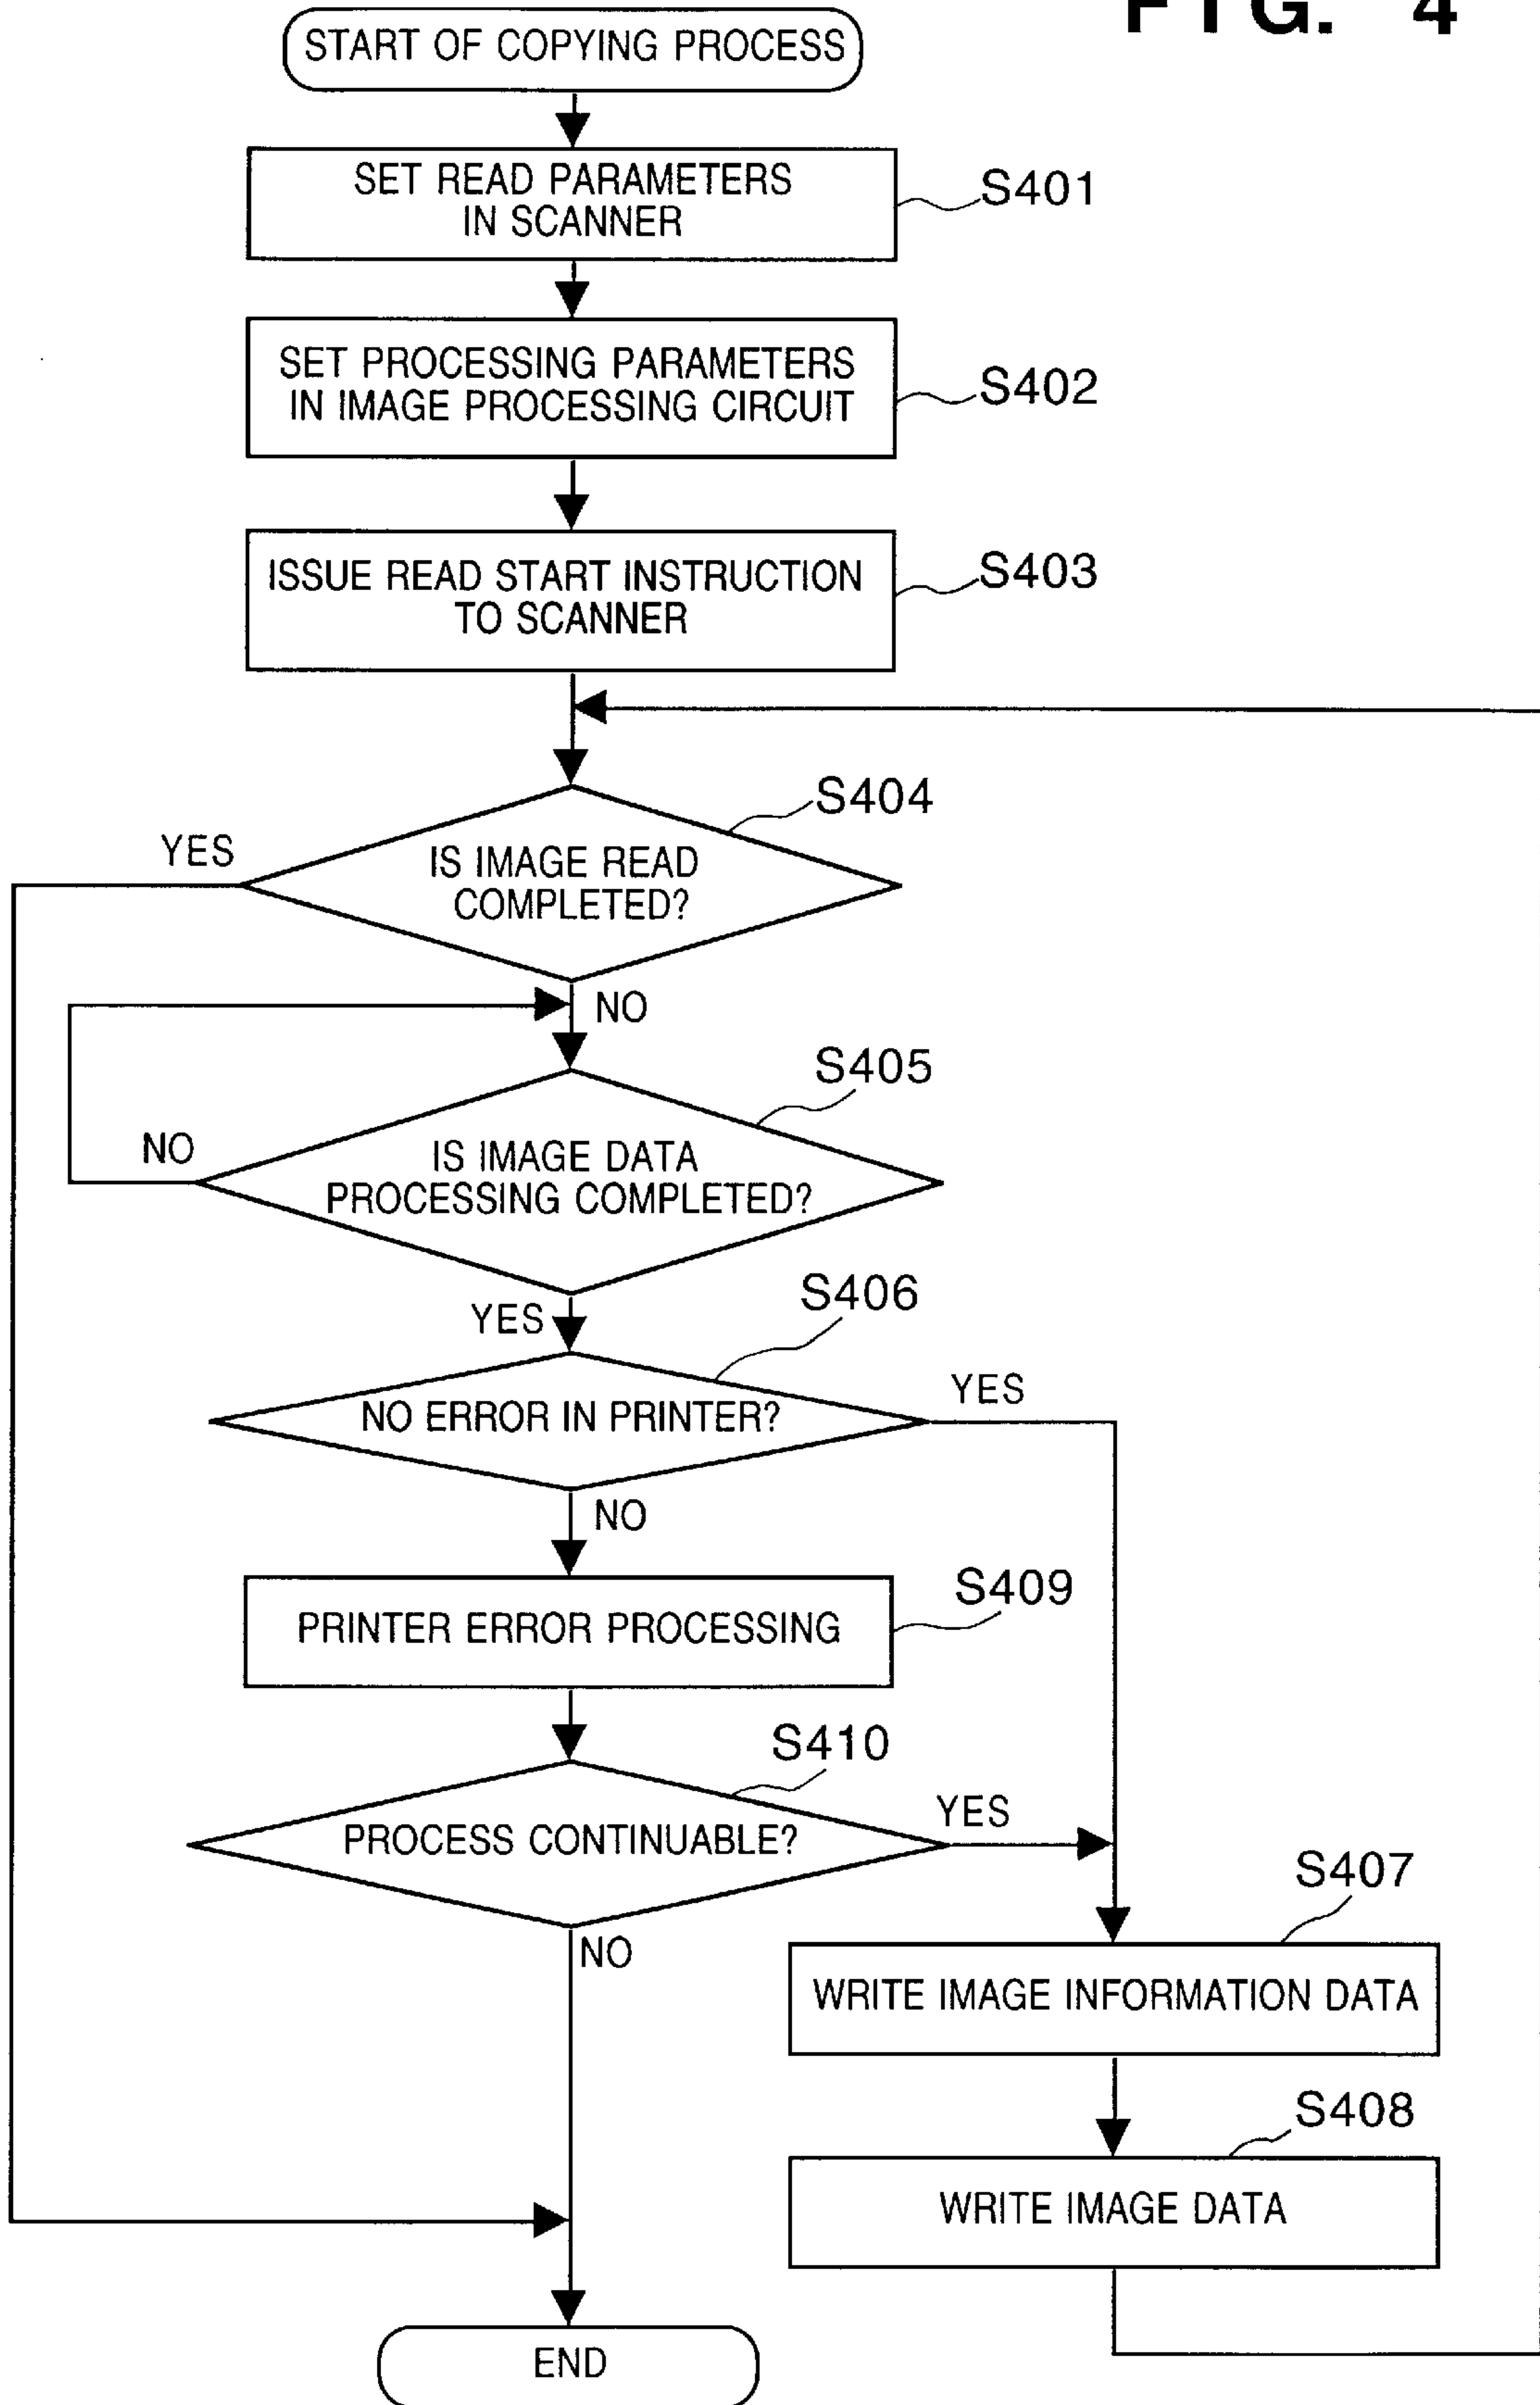 FIG. 4
START OF COPYING PROCESS
SET READ PARAMETERS
IN SCANNER
S401
SET PROCESSING PARAMETERS
IN IMAGE PROCESSING CIRCUIT
S402
ISSUE READ START INSTRUCTION
TO SCANNER
S403
S404
YES
IS IMAGE READ
COMPLETED?
NO
S405
NO
IS IMAGE DATA
PROCESSING COMPLETED?
S406
YES
YES
NO ERROR IN PRINTER?
NO
S409
PRINTER ERROR PROCESSING
S410
YES
PROCESS CONTINUABLE?
S407
NO
WRITE IMAGE INFORMATION DATA
S408
WRITE IMAGE DATA
END